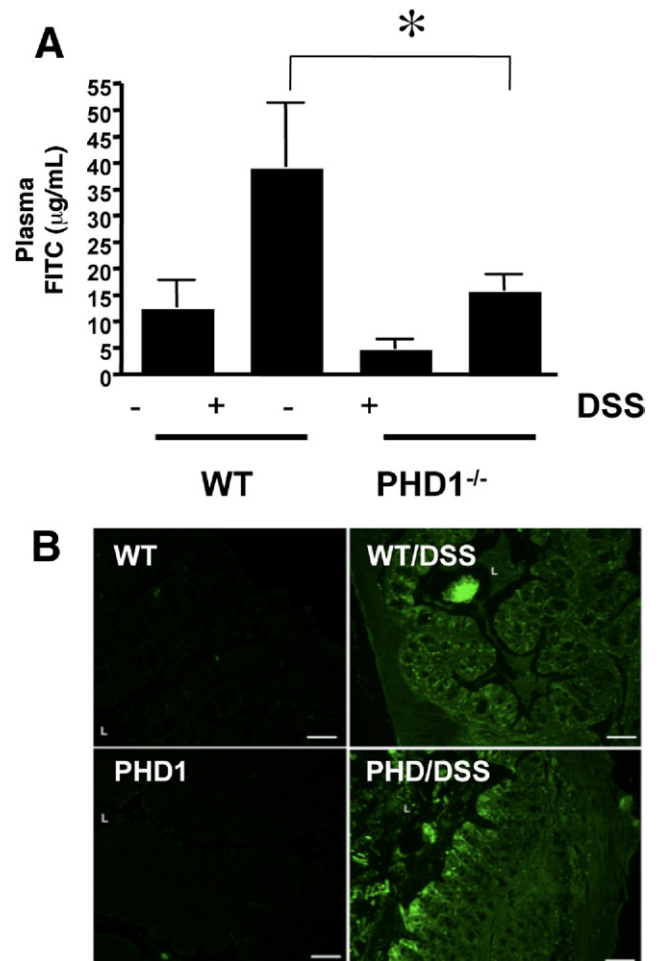 A
*
Plasma
FITC (µg/mL)
55
50
45
40
35
30
25
20
15
10
5
0
- + - + DSS
WT PHD1-/-
B
WT
L
WT/DSS
L
PHD1
L
PHD/DSS
L